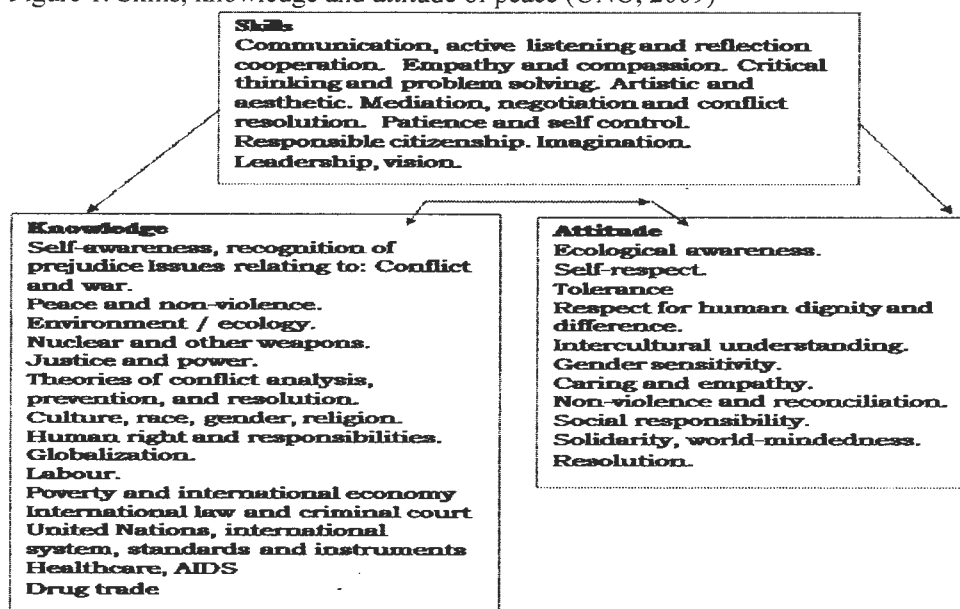 Figure 1: Skills, knowledge and attitude of peace (UNO, 2009)
Skills
Communication, active listening and reflection
cooperation. Empathy and compassion. Critical
thinking and problem solving. Artistic and
aesthetic. Mediation, negotiation and conflict
resolution. Patience and self control.
Responsible citizenship. Imagination.
Leadership, vision.
Knowledge
Self-awareness, recognition of
prejudice Issues relating to: Conflict
and war.
Peace and non-violence.
Environment / ecology.
Nuclear and other weapons.
Justice and power.
Theories of conflict analysis,
prevention, and resolution.
Culture, race, gender, religion.
Human right and responsibilities.
Globalization.
Labour.
Poverty and international economy
International law and criminal court
United Nations, international
system, standards and instruments
Healthcare, AIDS
Drug trade
Attitude
Ecological awareness.
Self-respect.
Tolerance
Respect for human dignity and
difference.
Intercultural understanding.
Gender sensitivity.
Caring and empathy.
Non-violence and reconciliation.
Social responsibility.
Solidarity, world-mindedness.
Resolution.